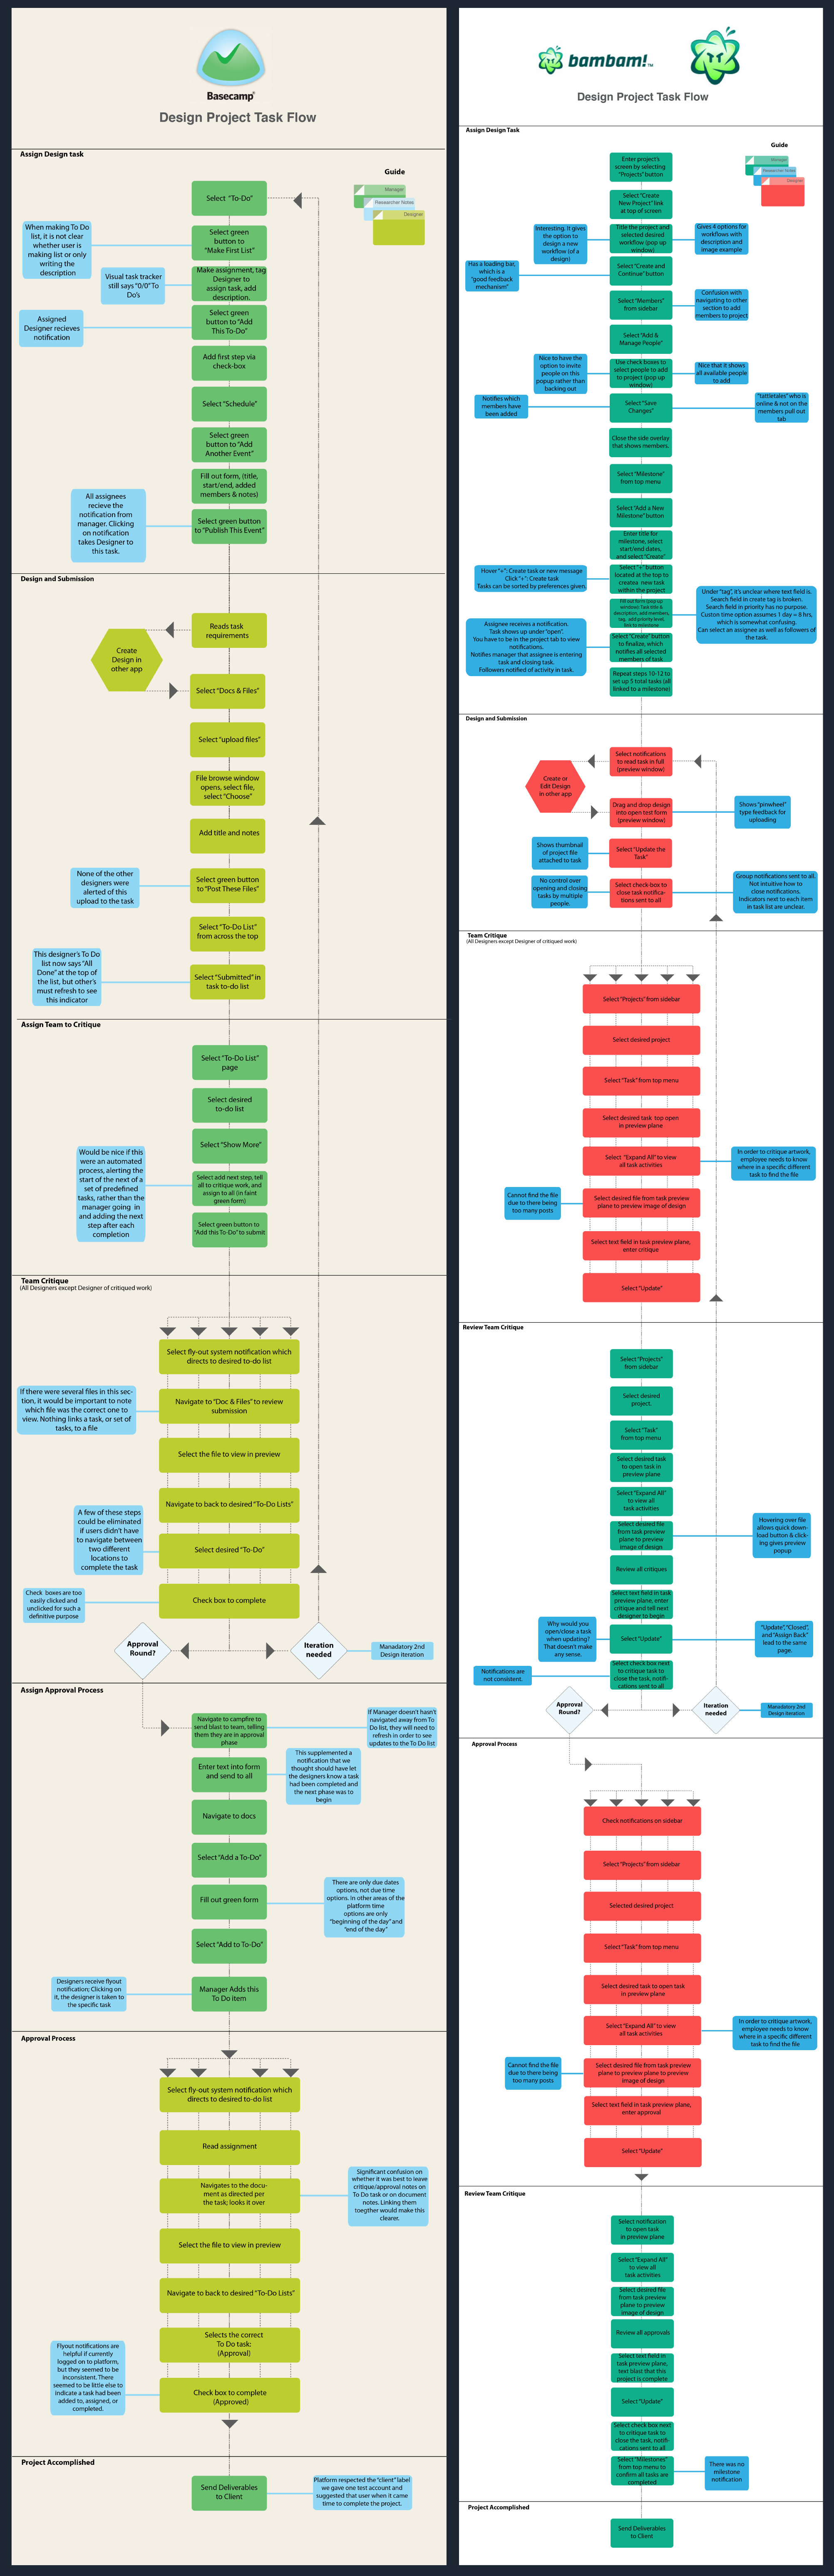 Basecamp
Design Project Task Flow
Assign Design task
Guide
Manager
Researcher Notes
Designer
Select "To-Do"
When making To Do
list, it is not clear
whether user is
making list or only
writing the
description
Select green
button to
"Make First List"
Visual task tracker
still says "0/0" To
Do's
Make assignment, tag
Designer to
assign task, add
description.
Assigned
Designer recieves
notification
Select green
button to "Add
This To-Do"
Add first step via
check-box
Select "Schedule"
Select green
button to "Add
Another Event"
Fill out form, (title,
start/end, added
members & notes)
All assignees
recieve the
notification from
manager. Clicking
on notification
takes Designer to
this task.
Select green button
to "Publish This Event"
Design and Submission
Reads task
requirements
Create
Design in
other app
Select "Docs & Files"
Select "upload files"
File browse window
opens, select file,
select "Choose"
Add title and notes
None of the other
designers were
alerted of this
upload to the task
Select green button
to "Post These Files"
Select "To-Do List"
from across the top
This designer's To Do
list now says "All
Done" at the top of
the list, but other's
must refresh to see
this indicator
Select "Submitted" in
task to-do list
Assign Team to Critique
Select "To-Do List"
page
Select desired
to-do list
Select "Show More"
Would be nice if this
were an automated
process, alerting the
start of the next of a
set of predefined
tasks, rather than the
manager going in
and adding the next
step after each
completion
Select add next step, tell
all to critique work, and
assign to all (in faint
green form)
Select green button to
"Add this To-Do" to submit
Team Critique
(All Designers except Designer of critiqued work)
Select fly-out system notification which
directs to desired to-do list
If there were several files in this sec-
tion, it would be important to note
which file was the correct one to
view. Nothing links a task, or set of
tasks, to a file
Navigate to "Doc & Files" to review
submission
Select the file to view in preview
Navigate to back to desired "To-Do Lists"
A few of these steps
could be eliminated
if users didn't have
to navigate between
two different
locations to
complete the task
Select desired "To-Do"
Check boxes are too
easily clicked and
unclicked for such a
definitive purpose
Check box to complete
Approval
Round?
Iteration
needed
Manadatory 2nd
Design iteration
Assign Approval Process
Navigate to campfire to
send blast to team, telling
them they are in approval
phase
If Manager doesn't hasn't
navigated away from To
Do list, they will need to
refresh in order to see
updates to the To Do list
Enter text into form
and send to all
This supplemented a
notification that we
thought should have let
the designers know a task
had been completed and
the next phase was to
begin
Navigate to docs
Select "Add a To-Do"
Fill out green form
There are only due dates
options, not due time
options. in other areas of the
platform time
options are only
"beginning of the day" and
"end of the day"
Select "Add to To-Do"
Designers receive flyout
notification; Clicking on
it, the designer is taken to
the specific task
Manager Adds this
To Do item
Approval Process
Select fly-out system notification which
directs to desired to-do list
Read assignment
Navigates to the docu-
ment as directed per
the task; looks it over
Significant confusion on
whether it was best to leave
critique/approval notes on
To Do task or on document
notes. Linking them
toegther would make this
clearer.
Select the file to view in preview
Navigate to back to desired "To-Do Lists"
Selects the correct
To Do task:
(Approval)
Flyout notifications are
helpful if currently
logged on to platform,
but they seemed to be
inconsistent. There
seemed to be little else to
indicate a task had been
added to, assigned, or
completed.
Check box to complete
(Approved)
Project Accomplished
Send Deliverables
to Client
Platform respected the "client" label
we gave one test account and
suggested that user when it came
time to complete the project.
bambam!™
Design Project Task Flow
Assign Design Task
Guide
Manager
Researcher Notes
Designer
Enter project's
screen by selecting
"Projects" button
Select "Create
New Project" link
at top of screen
Interesting. It gives
the option to
design a new
workflow (of a
design)
Title the project and
selected desired
workflow (pop up
window)
Gives 4 options for
workflows with
description and
image example
Has a loading bar,
which is a
"good feedback
mechanism"
Select "Create and
Continue" button
Select "Members"
from sidebar
Confusion with
navigating to other
section to add
members to project
Select "Add &
Manage People"
Nice to have the
option to invite
people on this
popup rather than
backing out
Use check boxes to
select people to add
to project (pop up
window)
Nice that it shows
all available people
to add
Notifies which
members have
been added
Select "Save
Changes"
"tattletales" who is
online & not on the
members pull out
tab
Close the side overlay
that shows members.
Select "Milestone"
from top menu
Select "Add a New
Milestone" button
Enter title for
milestone, select
start/end dates,
and select "Create"
Hover "+": Create task or new message
Click "+": Create task
Tasks can be sorted by preferences given.
Select "+" button
located at the top to
createa new task
within the project
Fill out form (pop up
window): Task title &
description, add members,
tag, add priority level,
link to milestone
Under "tag", it's unclear where text field is.
Search field in create tag is broken.
Search field in priority has no purpose.
Custon time option assumes 1 day = 8 hrs,
which is somewhat confusing.
Can select an assignee as well as followers of
the task.
Assignee receives a notification.
Task shows up under "open".
You have to be in the project tab to view
notifications.
Notifies manager that assignee is entering
task and closing task.
Followers notified of activity in task.
Select "Create" button
to finalize, which
notifies all selected
members of task
Repeat steps 10-12 to
set up 5 total tasks (all
linked to a milestone)
Design and Submission
Select notifications
to read task in full
(preview window)
Create or
Edit Design
in other app
Drag and drop design
into open test form
(preview window)
Shows "pinwheel"
type feedback for
uploading
Shows thumbnail
of project file
attached to task
Select "Update the
Task"
No control over
opening and closing
tasks by multiple
people.
Select check-box to
close task notifica-
tions sent to all
Group notifications sent to all.
Not intuitive how to
close notifications.
Indicators next to each item
in task list are unclear.
Team Critique
(All Designers except Designer of critiqued work)
Select "Projects" from sidebar
Select desired project
Select "Task" from top menu
Select desired task top open
in preview plane
Select "Expand All" to view
all task activities
In order to critique artwork,
employee needs to know
where in a specific different
task to find the file
Cannot find the file
due to there being
too many posts
Select desired file from task preview
plane to preview image of design
Select text field in task preview plane,
enter critique
Select "Update"
Review Team Critique
Select "Projects"
from sidebar
Select desired
project.
Select "Task"
from top menu
Select desired task
to open task in
preview plane
Select "Expand All"
to view all
task activities
Select desired file
from task preview
plane to preview
image of design
Hovering over file
allows quick down-
load button & click-
ing gives preview
popup
Review all critiques
Select text field in task
preview plane, enter
critique and tell next
designer to begin
Why would you
open/close a task
when updating?
That doesn't make
any sense.
Select "Update"
"Update", "Closed",
and "Assign Back"
lead to the same
page.
Notifications are
not consistent.
Select check box next
to critique task to
close the task, notifi-
cations sent to all
Approval
Round?
Iteration
needed
Manadatory 2nd
Design iteration
Approval Process
Check notifications on sidebar
Select "Projects" from sidebar
Selected desired project
Select "Task" from top menu
Select desired task to open task
in preview plane
Select "Expand All" to view
all task activities
In order to critique artwork,
employee needs to know
where in a specific different
task to find the file
Cannot find the file
due to there being
too many posts
Select desired file from task preview
plane to preview plane to preview
image of design
Select text field in task preview plane,
enter approval
Select "Update"
Review Team Critique
Select notification
to open task
in preview plane
Select "Expand All"
to view all
task activities
Select desired file
from task preview
plane to preview
image of design
Review all approvals
Select text field in
task preview plane,
text blast that this
project is complete
Select "Update"
Select check box next
to critique task to
close the task, notifi-
cations sent to all
Select "Milestones"
from top menu to
confirm all tasks are
completed
There was no
milestone
notification
Project Accomplished
Send Deliverables
to Client